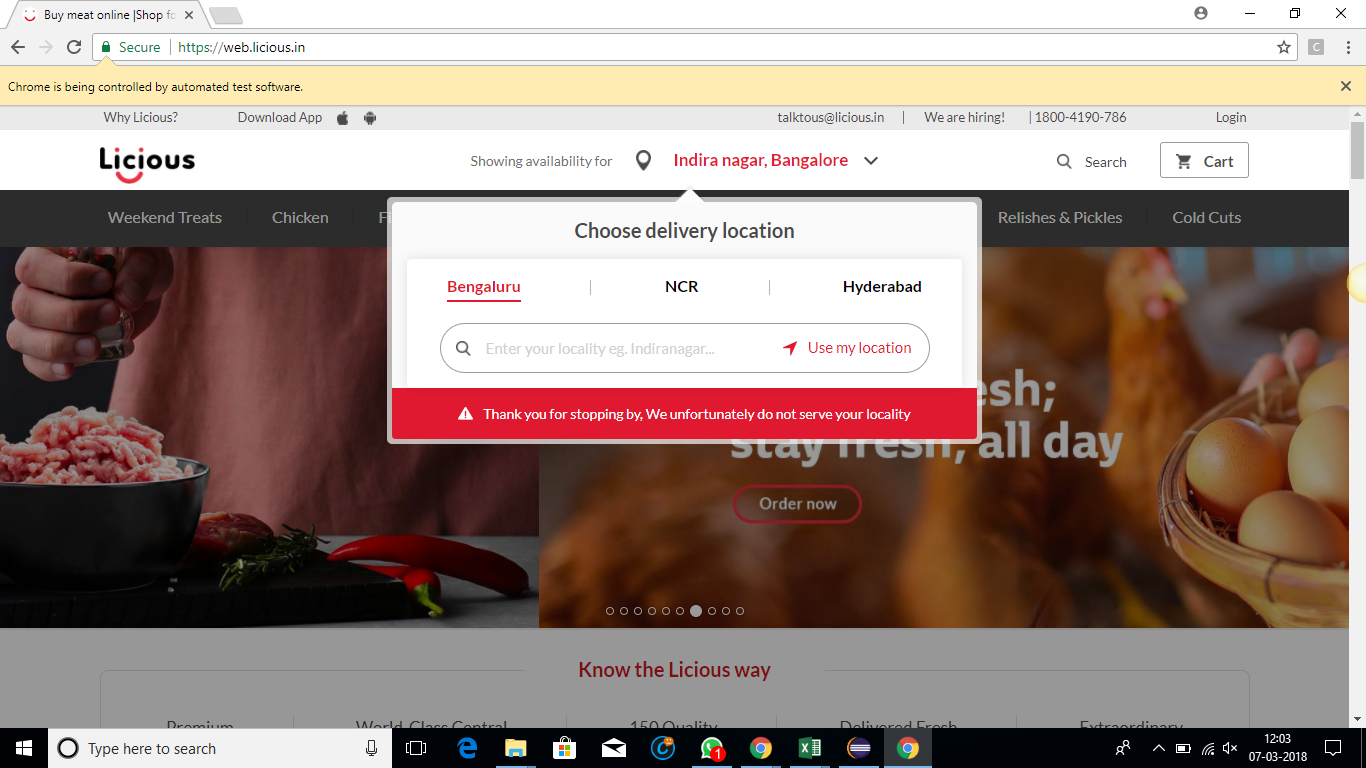 Buy meat online |Shop fo
Secure https://web.licious.in
C
Chrome is being controlled by automated test software.
Why Licious? Download App talktous@licious.in | We are hiring! | 1800-4190-786 Login
Licious Showing availability for Indira nagar, Bangalore Search Cart
Weekend Treats Chicken Fi Relishes & Pickles Cold Cuts
Choose delivery location
Bengaluru | NCR | Hyderabad
Enter your locality eg. Indiranagar... Use my location
Thank you for stopping by, We unfortunately do not serve your locality
esh;
stay fresh, all day
Order now
Know the Licious way
Premium World-Class Central 150 Quality Delivered Fresh Extraordinary
Type here to search
1
12:03
07-03-2018